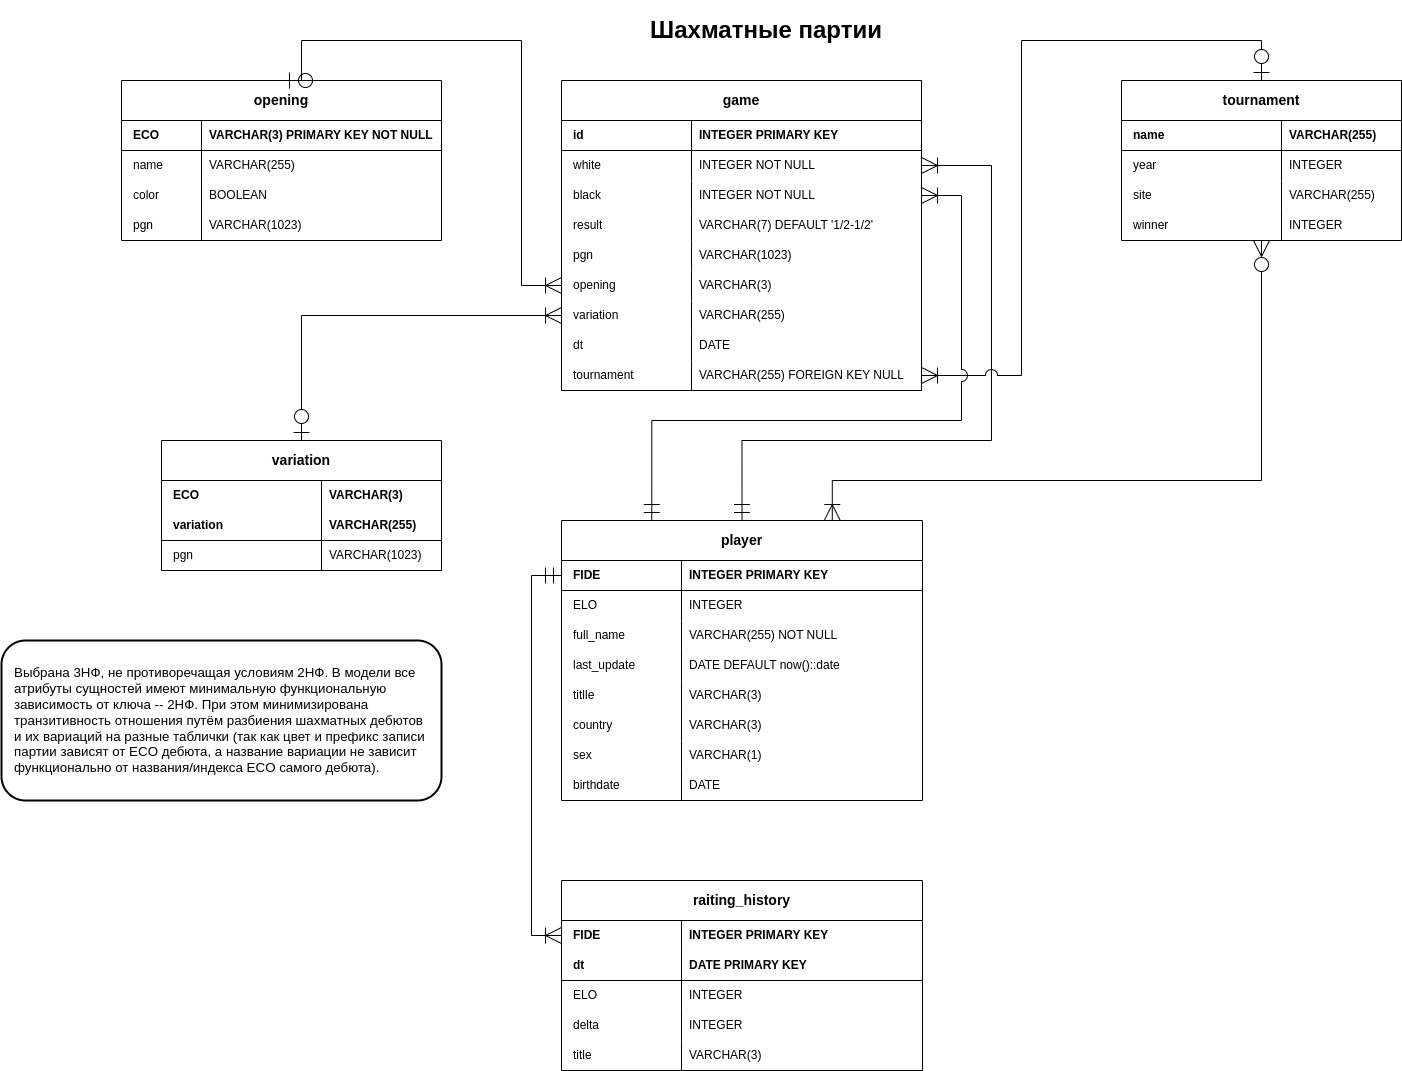 Шахматные партии
opening
ECO VARCHAR(3) PRIMARY KEY NOT NULL
name VARCHAR(255)
color BOOLEAN
pgn VARCHAR(1023)
game
id INTEGER PRIMARY KEY
white INTEGER NOT NULL
black INTEGER NOT NULL
result VARCHAR(7) DEFAULT '1/2-1/2'
pgn VARCHAR(1023)
opening VARCHAR(3)
variation VARCHAR(255)
dt DATE
tournament VARCHAR(255) FOREIGN KEY NULL
tournament
name VARCHAR(255)
year INTEGER
site VARCHAR(255)
winner INTEGER
variation
ECO VARCHAR(3)
variation VARCHAR(255)
pgn VARCHAR(1023)
player
FIDE INTEGER PRIMARY KEY
ELO INTEGER
full_name VARCHAR(255) NOT NULL
last_update DATE DEFAULT now()::date
titlle VARCHAR(3)
country VARCHAR(3)
sex VARCHAR(1)
birthdate DATE
Выбрана 3НФ, не противоречащая условиям 2НФ. В модели все
атрибуты сущностей имеют минимальную функциональную
зависимость от ключа -- 2НФ. При этом минимизирована
транзитивность отношения путём разбиения шахматных дебютов
и их вариаций на разные таблички (так как цвет и префикс записи
партии зависят от ECO дебюта, а название вариации не зависит
функционально от названия/индекса ECO самого дебюта).
raiting_history
FIDE INTEGER PRIMARY KEY
dt DATE PRIMARY KEY
ELO INTEGER
delta INTEGER
title VARCHAR(3)